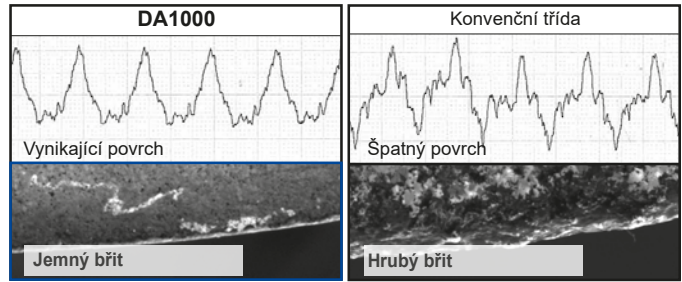 DA1000
Konvenční třída
Vynikající povrch
Špatný povrch
Jemný břit
Hrubý břit